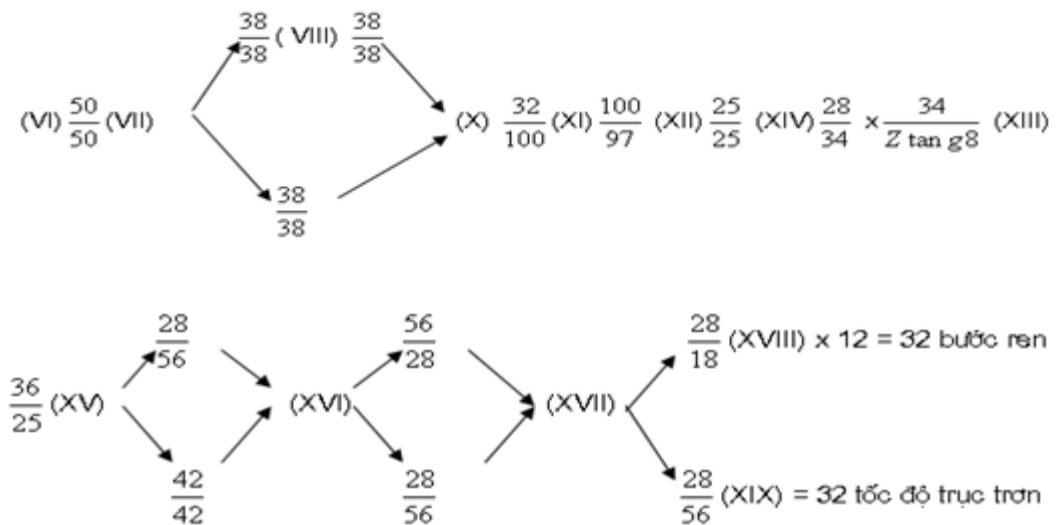 38/38 ( VIII) 38/38
(VI) 50/50 (VII)
(X) 32/100 (XI) 100/97 (XII) 25/25 (XIV) 28/34 x 34/Z tan g8 (XIII)
38/38
28/56
56/28
28/18 (XVIII) x 12 = 32 bước ren
36/25 (XV)
(XVI)
(XVII)
42/42
28/56
28/56 (XIX) = 32 tốc độ trục trơn